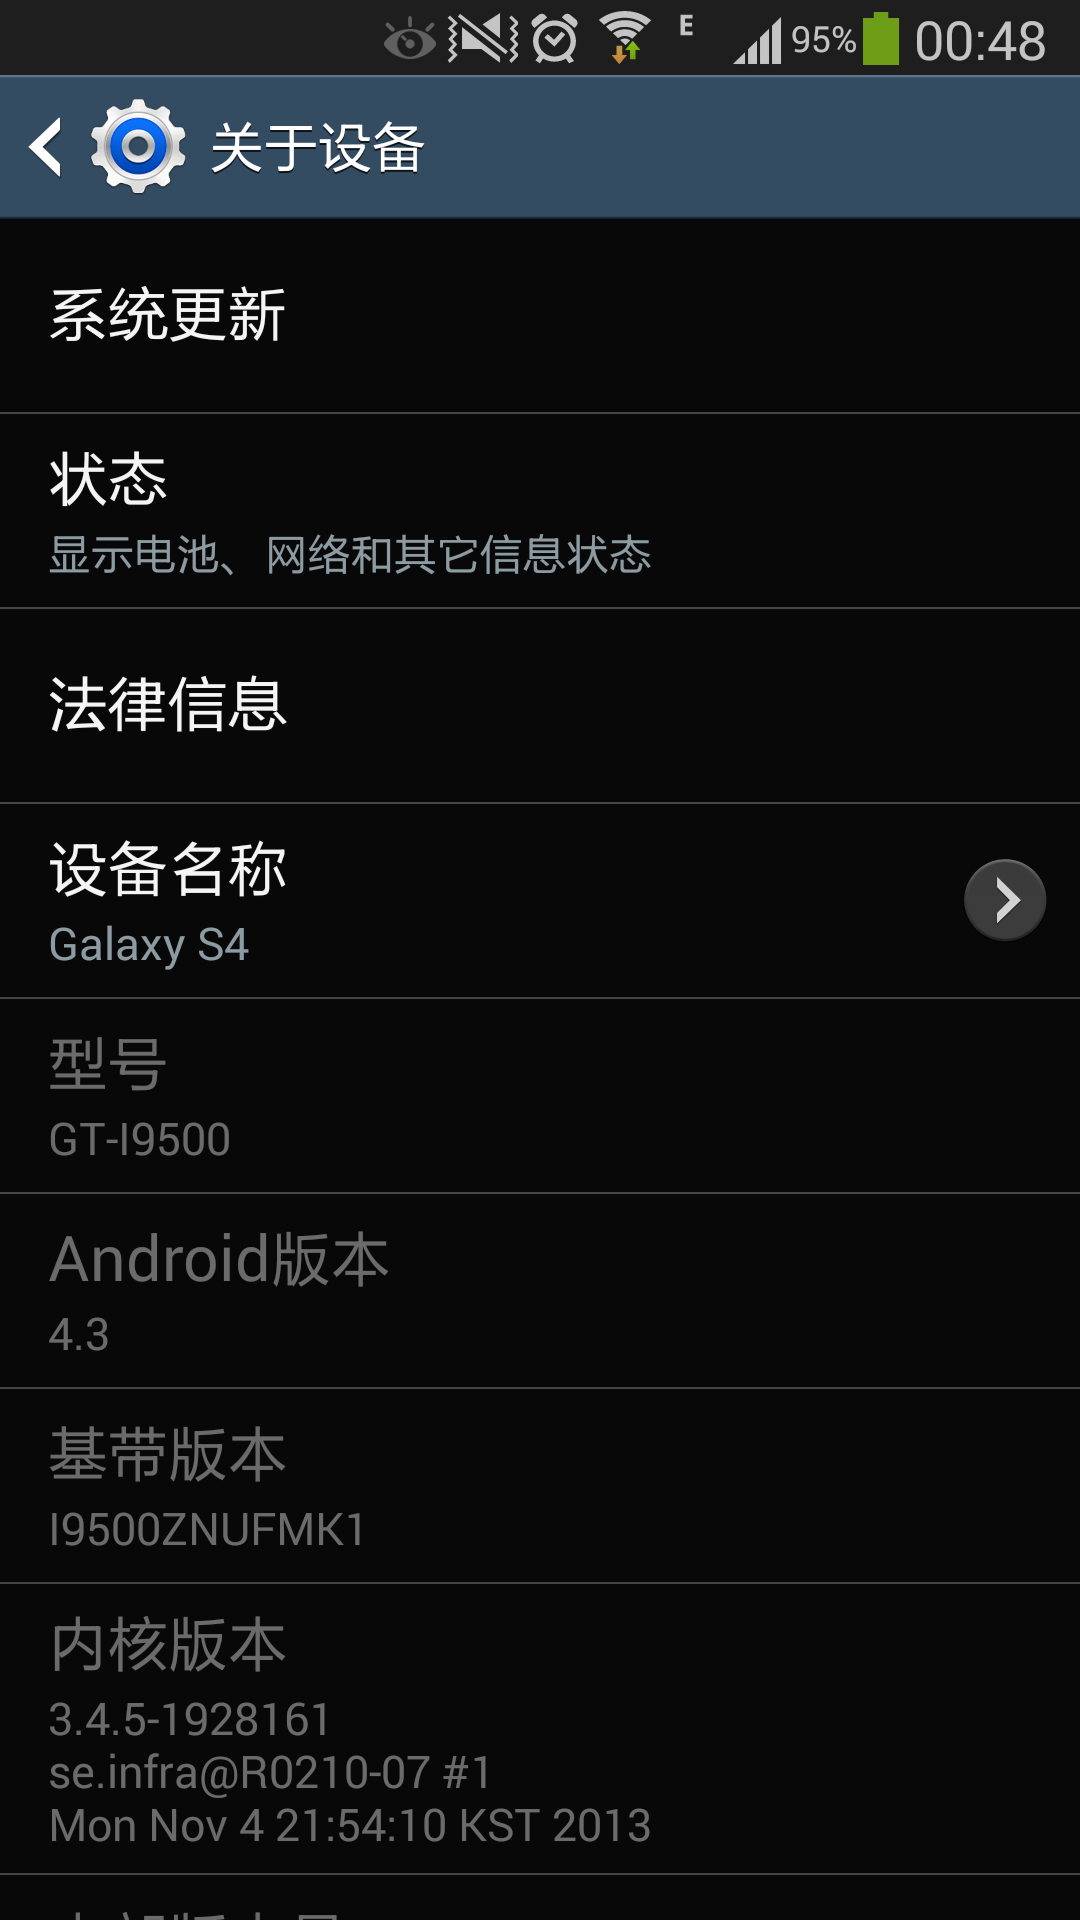 E 95% 00:48
关于设备
系统更新
状态
显示电池、网络和其它信息状态
法律信息
设备名称
Galaxy S4
型号
GT-I9500
Android版本
4.3
基带版本
I9500ZNUFMK1
内核版本
3.4.5-1928161
se.infra@R0210-07 #1
Mon Nov 4 21:54:10 KST 2013